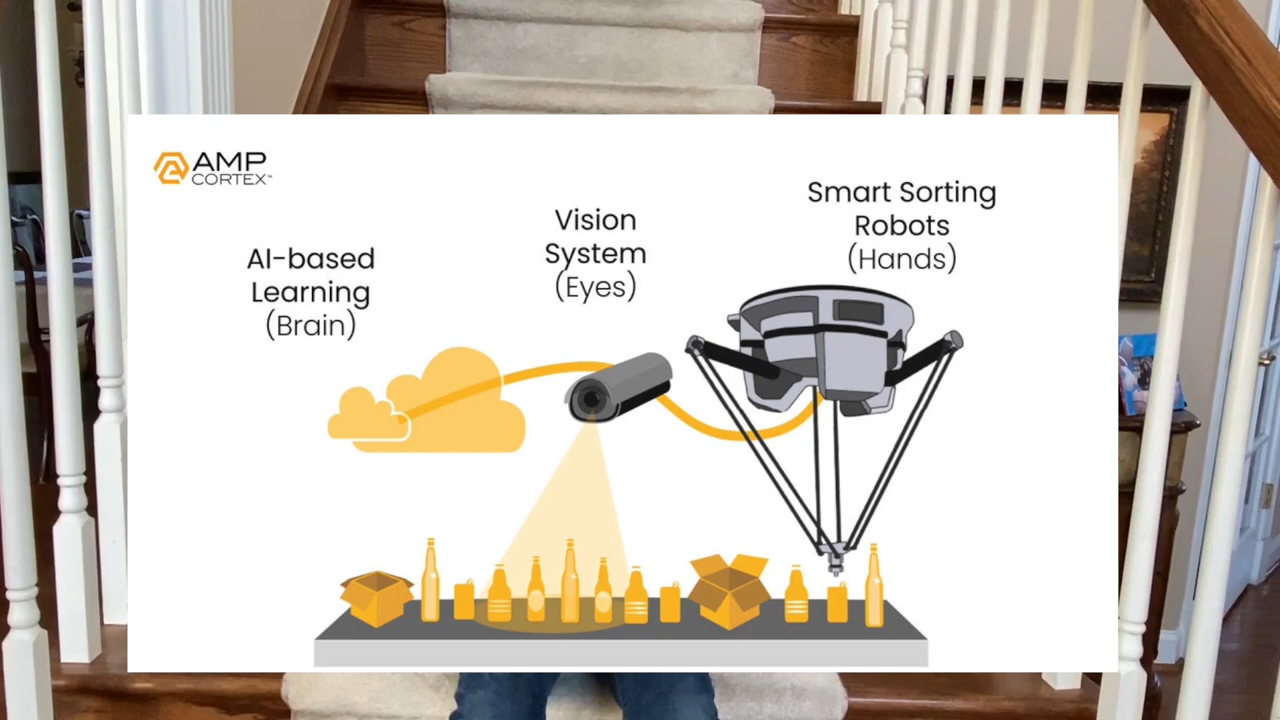 AMP
CORTEX™
AI-based
Learning
(Brain)
Vision
System
(Eyes)
Smart Sorting
Robots
(Hands)